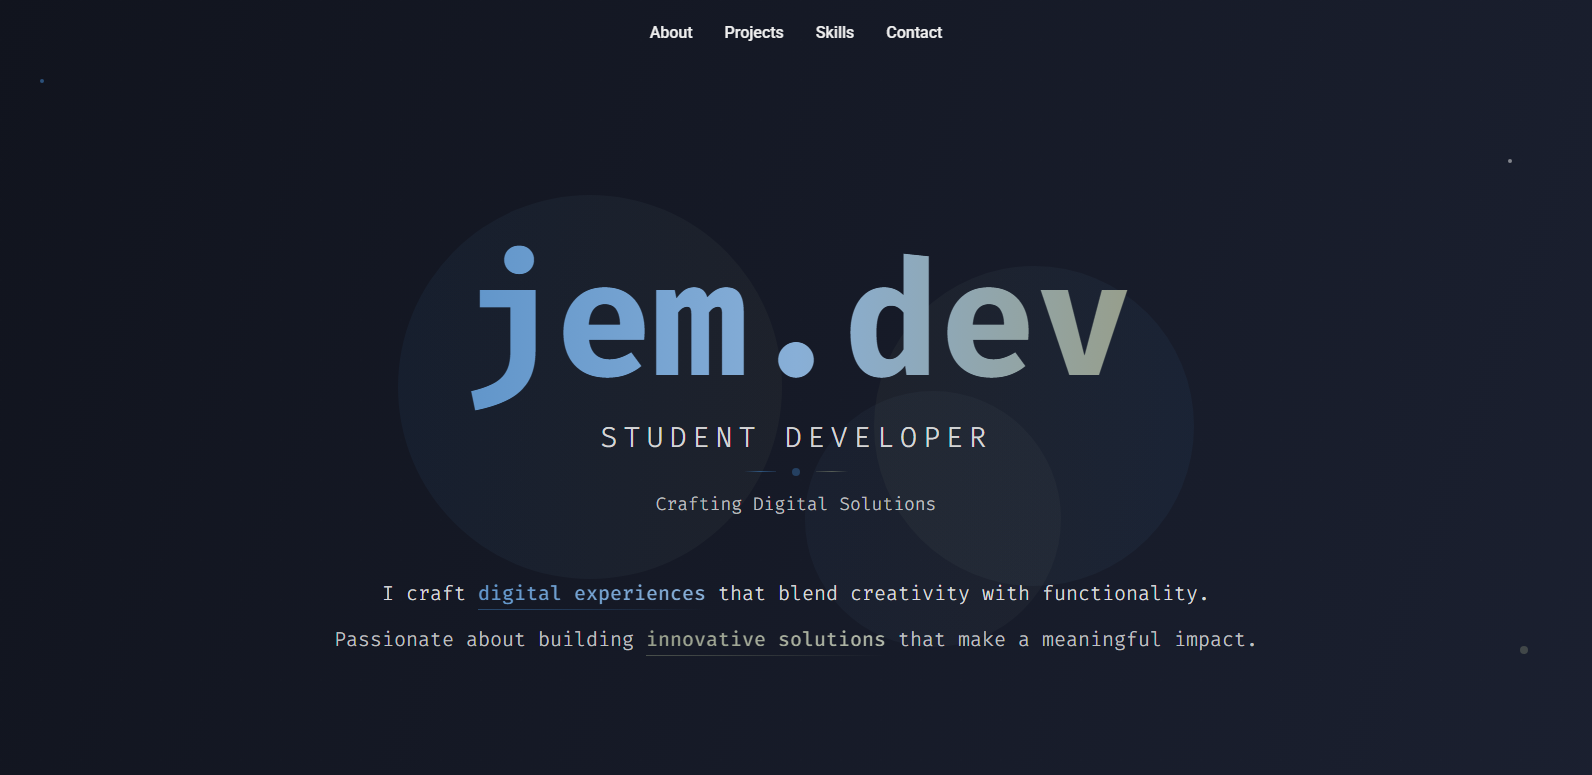 About Projects Skills Contact
jem.dev
STUDENT DEVELOPER
Crafting Digital Solutions
I craft digital experiences that blend creativity with functionality.
Passionate about building innovative solutions that make a meaningful impact.